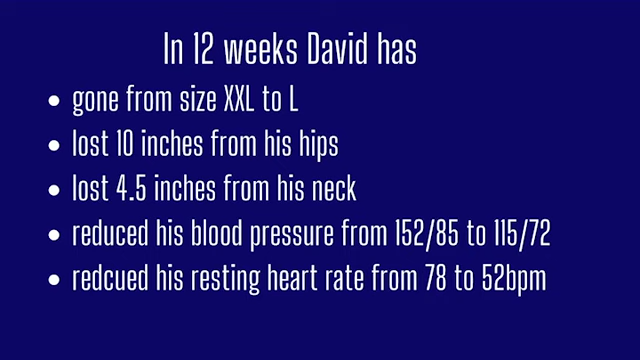 In 12 weeks David has
• gone from size XXL to L
• lost 10 inches from his hips
• lost 4.5 inches from his neck
• reduced his blood pressure from 152/85 to 115/72
• redcued his resting heart rate from 78 to 52bpm